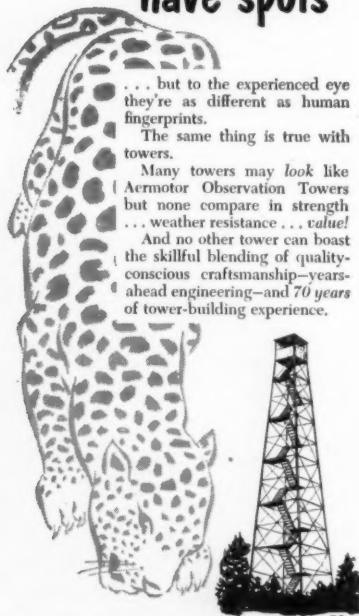 have spots
. . . but to the experienced eye
they're as different as human
fingerprints.
The same thing is true with
towers.
Many towers may look like
Aermotor Observation Towers
but none compare in strength
. . . weather resistance . . . value!
And no other tower can boast
the skillful blending of quality-
conscious craftsmanship—years-
ahead engineering—and 70 years
of tower-building experience.